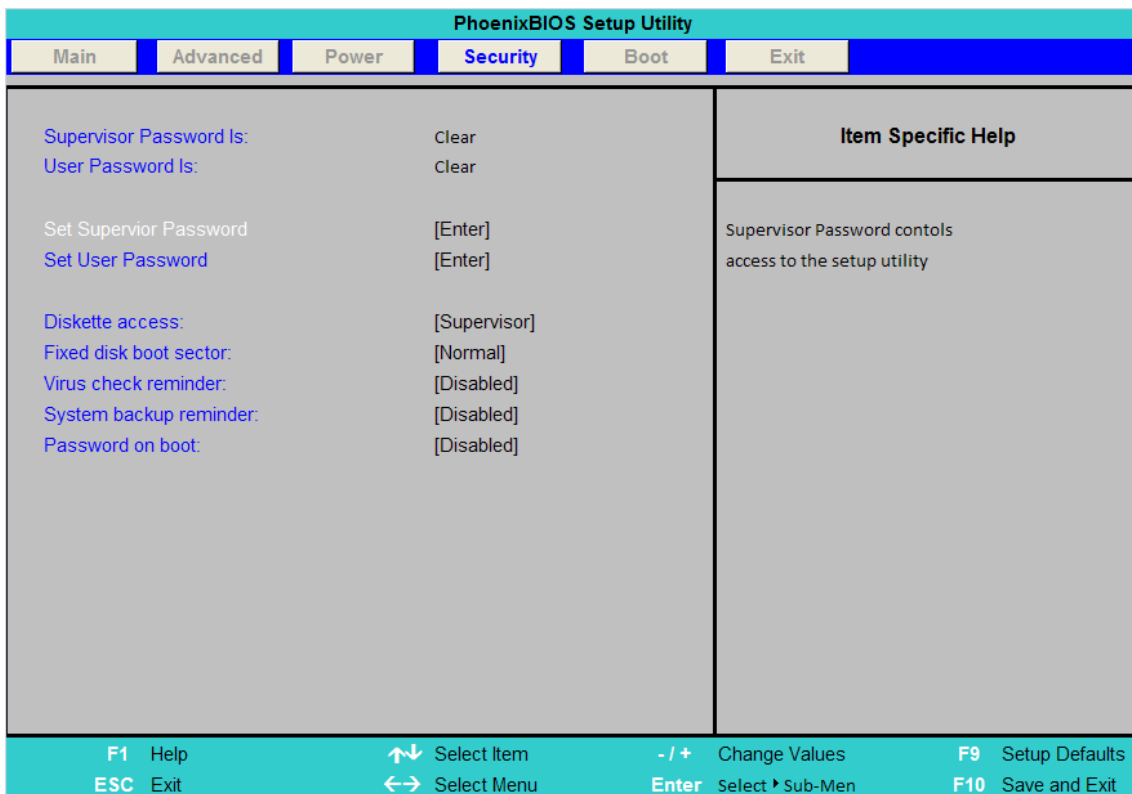 PhoenixBIOS Setup Utility
Main Advanced Power Security Boot Exit
Supervisor Password Is: Clear
User Password Is: Clear
Set Supervior Password [Enter]
Set User Password [Enter]
Diskette access: [Supervisor]
Fixed disk boot sector: [Normal]
Virus check reminder: [Disabled]
System backup reminder: [Disabled]
Password on boot: [Disabled]
Item Specific Help
Supervisor Password contols
access to the setup utility
F1 Help ↑↓ Select Item - / + Change Values F9 Setup Defaults
ESC Exit ←→ Select Menu Enter Select ▸ Sub-Men F10 Save and Exit